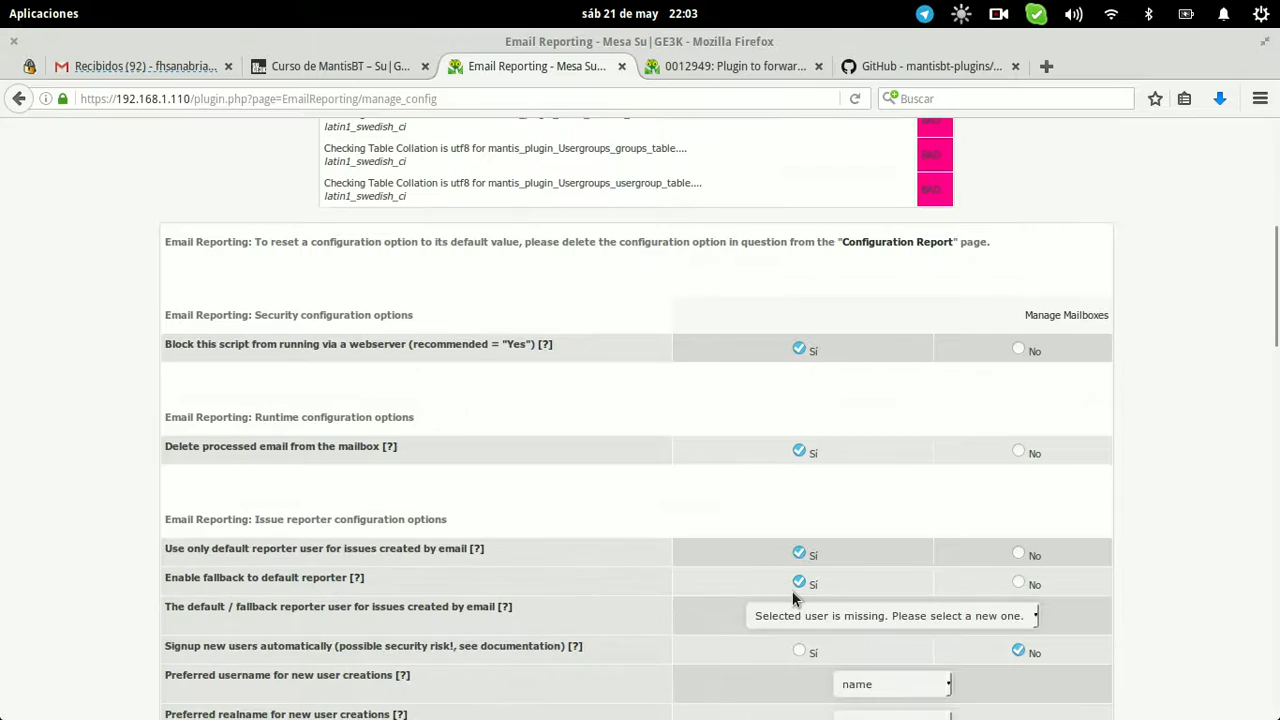 Aplicaciones
sáb 21 de may 22:03
Email Reporting - Mesa Su|GE3K - Mozilla Firefox
Recibidos (92) - fhsanabria...
Curso de MantisBT – Su|G...
Email Reporting - Mesa Su...
0012949: Plugin to forwar...
GitHub - mantisbt-plugins/...
https://192.168.1.110/plugin.php?page=EmailReporting/manage_config
Buscar
latin1_swedish_ci
Checking Table Collation is utf8 for mantis_plugin_Usergroups_groups_table....
latin1_swedish_ci
BAD
Checking Table Collation is utf8 for mantis_plugin_Usergroups_usergroup_table....
latin1_swedish_ci
BAD
Email Reporting: To reset a configuration option to its default value, please delete the configuration option in question from the "Configuration Report" page.
Email Reporting: Security configuration options
Manage Mailboxes
Block this script from running via a webserver (recommended = "Yes") [?]
Sí
No
Email Reporting: Runtime configuration options
Delete processed email from the mailbox [?]
Sí
No
Email Reporting: Issue reporter configuration options
Use only default reporter user for issues created by email [?]
Sí
No
Enable fallback to default reporter [?]
Sí
No
The default / fallback reporter user for issues created by email [?]
Selected user is missing. Please select a new one.
Signup new users automatically (possible security risk!, see documentation) [?]
Sí
No
Preferred username for new user creations [?]
name
Preferred realname for new user creations [?]